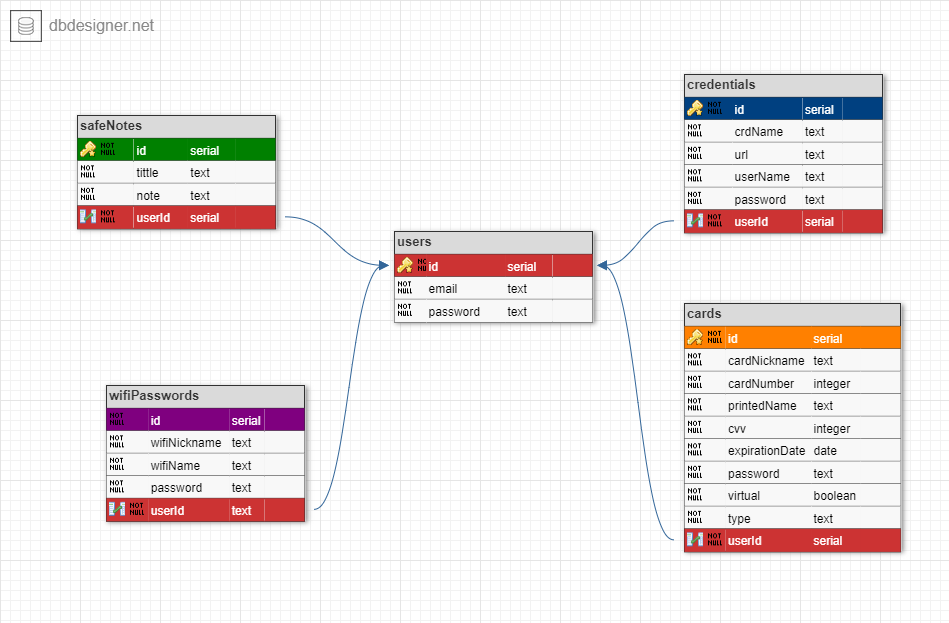 dbdesigner.net
safeNotes
NOT NULL id serial
NOT NULL tittle text
NOT NULL note text
NOT NULL userId serial
users
NC NU id serial
NOT NULL email text
NOT NULL password text
wifiPasswords
NOT NULL id serial
NOT NULL wifiNickname text
NOT NULL wifiName text
NOT NULL password text
NOT NULL userId text
credentials
NOT NULL id serial
NOT NULL crdName text
NOT NULL url text
NOT NULL userName text
NOT NULL password text
NOT NULL userId serial
cards
NOT NULL id serial
NOT NULL cardNickname text
NOT NULL cardNumber integer
NOT NULL printedName text
NOT NULL cvv integer
NOT NULL expirationDate date
NOT NULL password text
NOT NULL virtual boolean
NOT NULL type text
NOT NULL userId serial